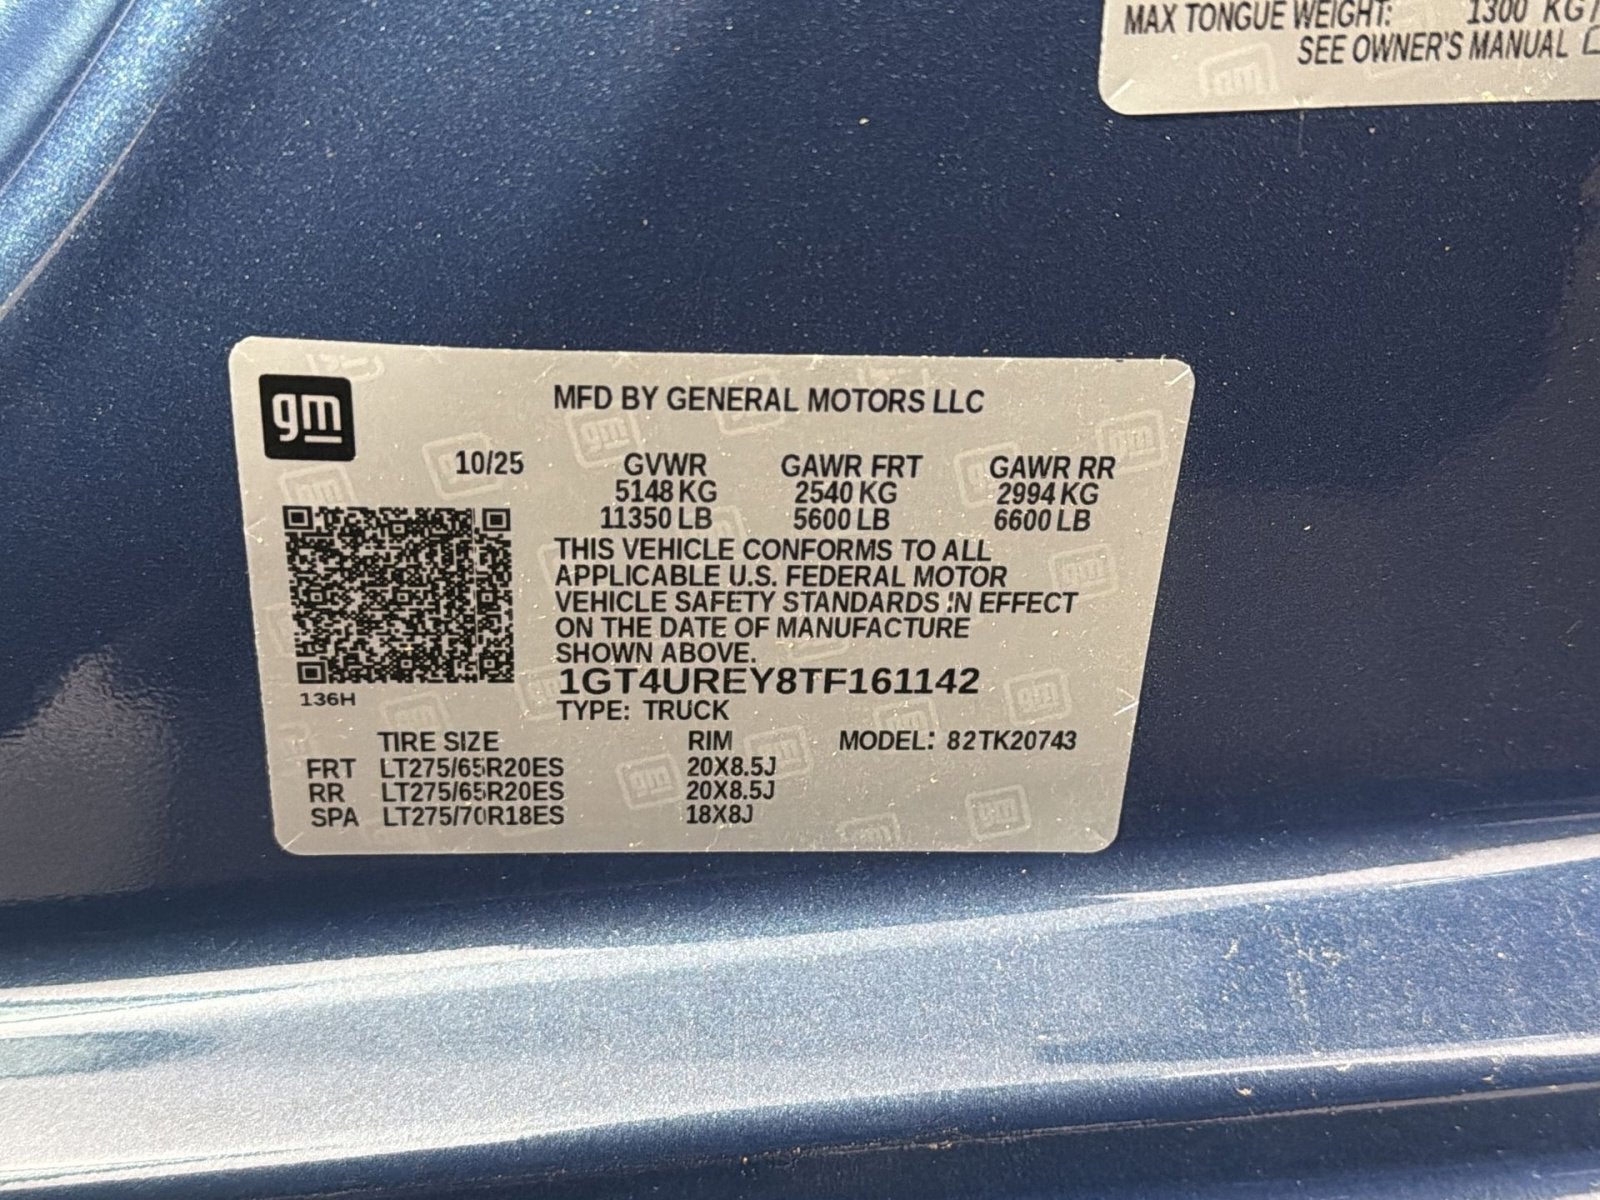 MAX TONGUE WEIGHT: 1300 KG
SEE OWNER'S MANUAL
gm
MFD BY GENERAL MOTORS LLC
10/25 GVWR GAWR FRT GAWR RR
5148 KG 2540 KG 2994 KG
11350 LB 5600 LB 6600 LB
THIS VEHICLE CONFORMS TO ALL
APPLICABLE U.S. FEDERAL MOTOR
VEHICLE SAFETY STANDARDS IN EFFECT
ON THE DATE OF MANUFACTURE
SHOWN ABOVE.
1GT4UREY8TF161142
136H
TYPE: TRUCK
TIRE SIZE RIM MODEL: 82TK20743
FRT LT275/65R20ES 20X8.5J
RR LT275/65R20ES 20X8.5J
SPA LT275/70R18ES 18X8J